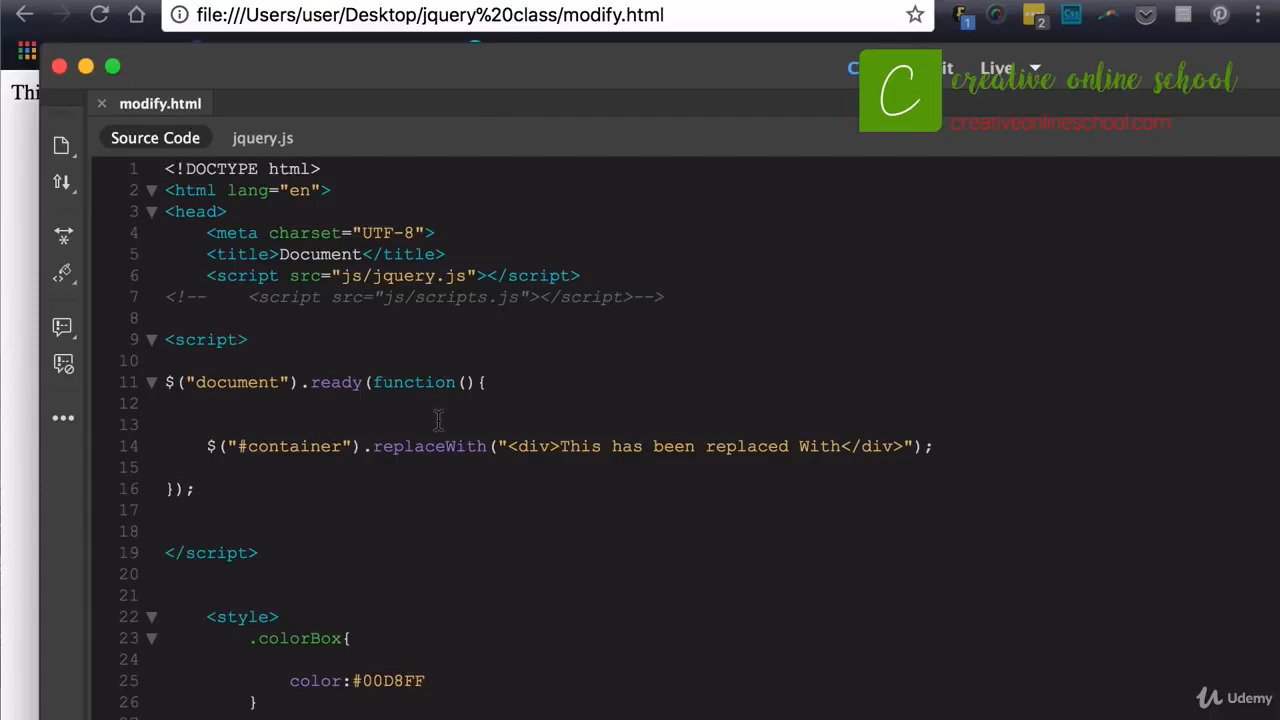 file:///Users/user/Desktop/jquery%20class/modify.html
1
2
Css
Thi
Live
C
creative online school
creativeonlineschool.com
modify.html
Source Code jquery.js
1 <!DOCTYPE html>
2 <html lang="en">
3 <head>
4 <meta charset="UTF-8">
5 <title>Document</title>
6 <script src="js/jquery.js"></script>
7 <!-- <script src="js/scripts.js"></script>-->
8
9 <script>
10
11 $("document").ready(function(){
12
13
14 $("#container").replaceWith("<div>This has been replaced With</div>");
15
16 });
17
18
19 </script>
20
21
22 <style>
23 .colorBox{
24
25 color:#00D8FF
26 }
Udemy